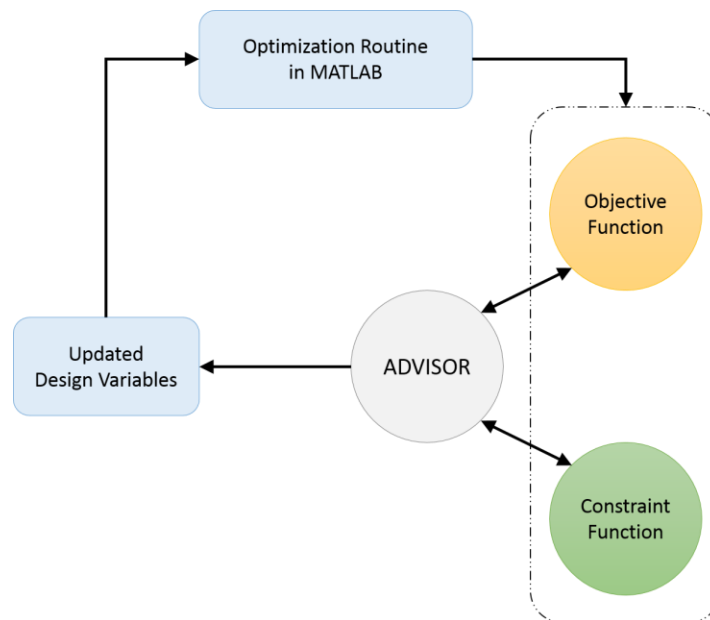 Optimization Routine
in MATLAB
Objective
Function
ADVISOR
Updated
Design Variables
Constraint
Function